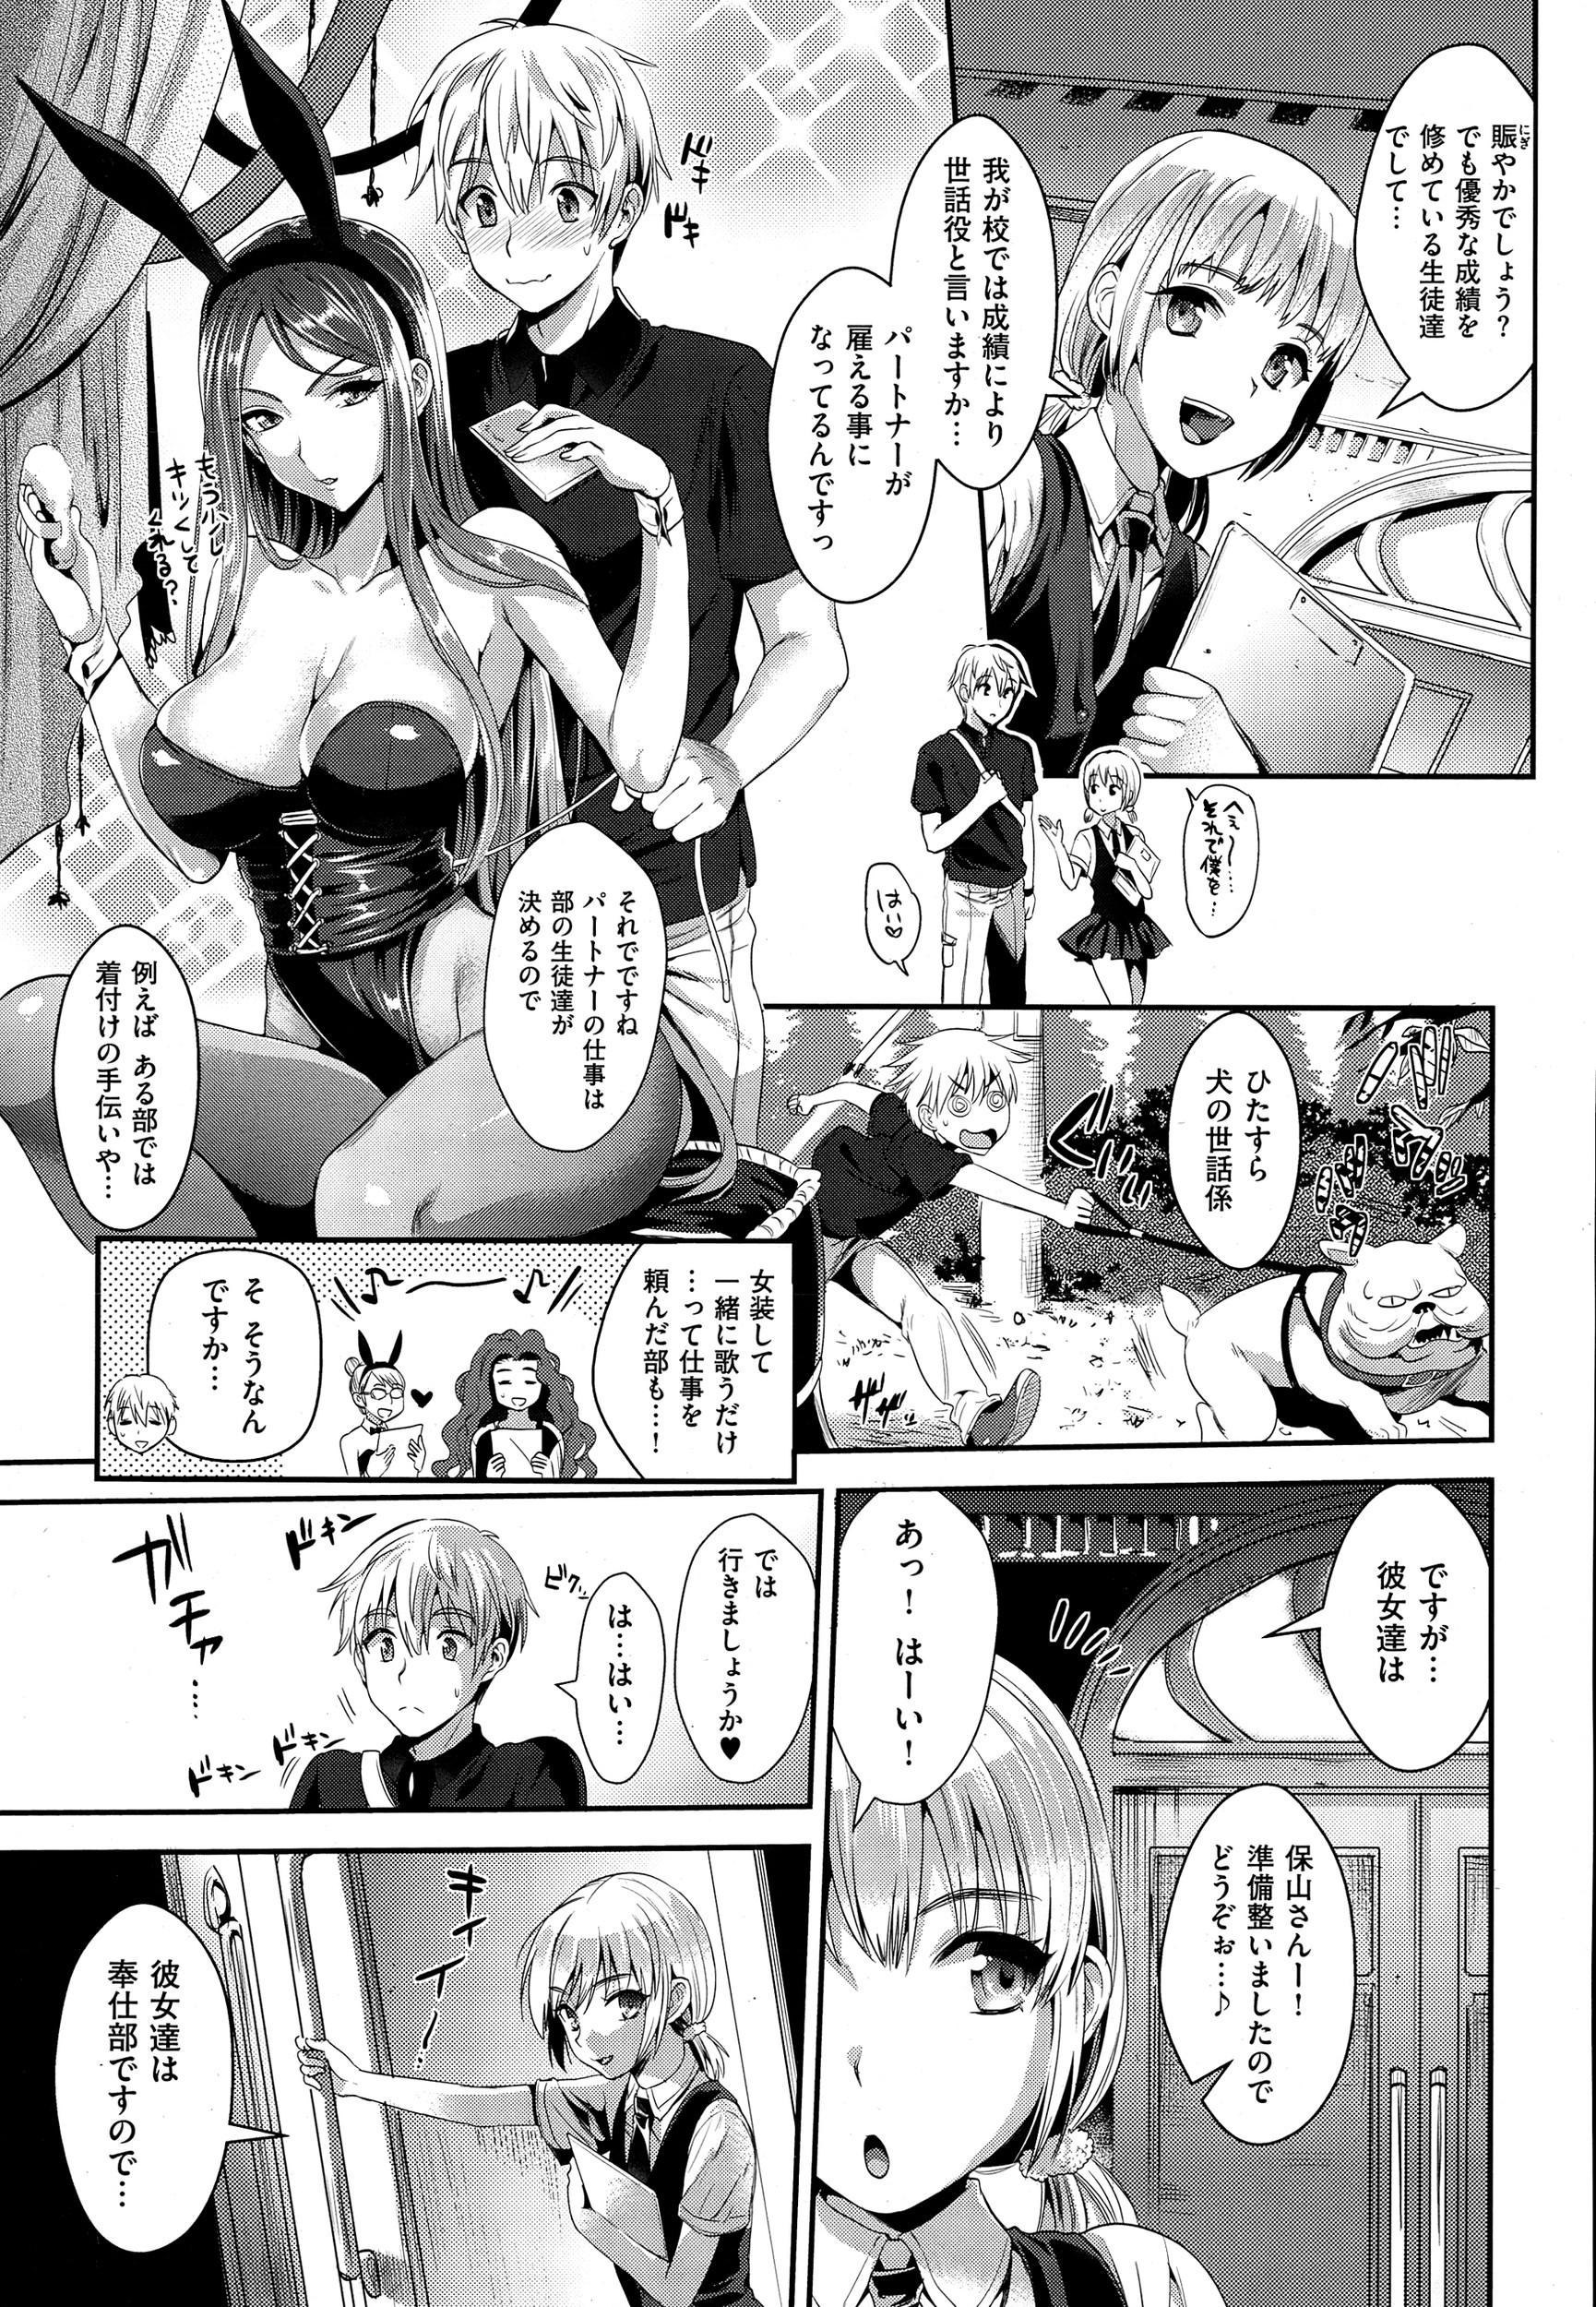 賑やかでしょう？
にぎ
でも優秀な成績を
修めている生徒達
でして…
我が校では成績により
世話役と言いますか…
パートナーが
雇える事に
なってるんですっ
ドキ
ドキ
もう少し
キツくして
くれる？
へぇ～……
それで僕を…
はい♡
それでですね
パートナーの仕事は
部の生徒達が
決めるので
例えば ある部では
着付けの手伝いや…
ひたすら
犬の世話係
女装して
一緒に歌うだけ
…って仕事を
頼んだ部も…！
♪ ♪
♥
そ そうなん
ですか…
ですが…
彼女達は
保山さんー！
準備整いましたので
どうぞぉ…♪
あっ！ はーい！
では
行きましょうか♥
ビクッ
は…はい…
ドキン
ドキン
ドキン
ガチャ…
…
キィ～…
彼女達は
奉仕部ですので…